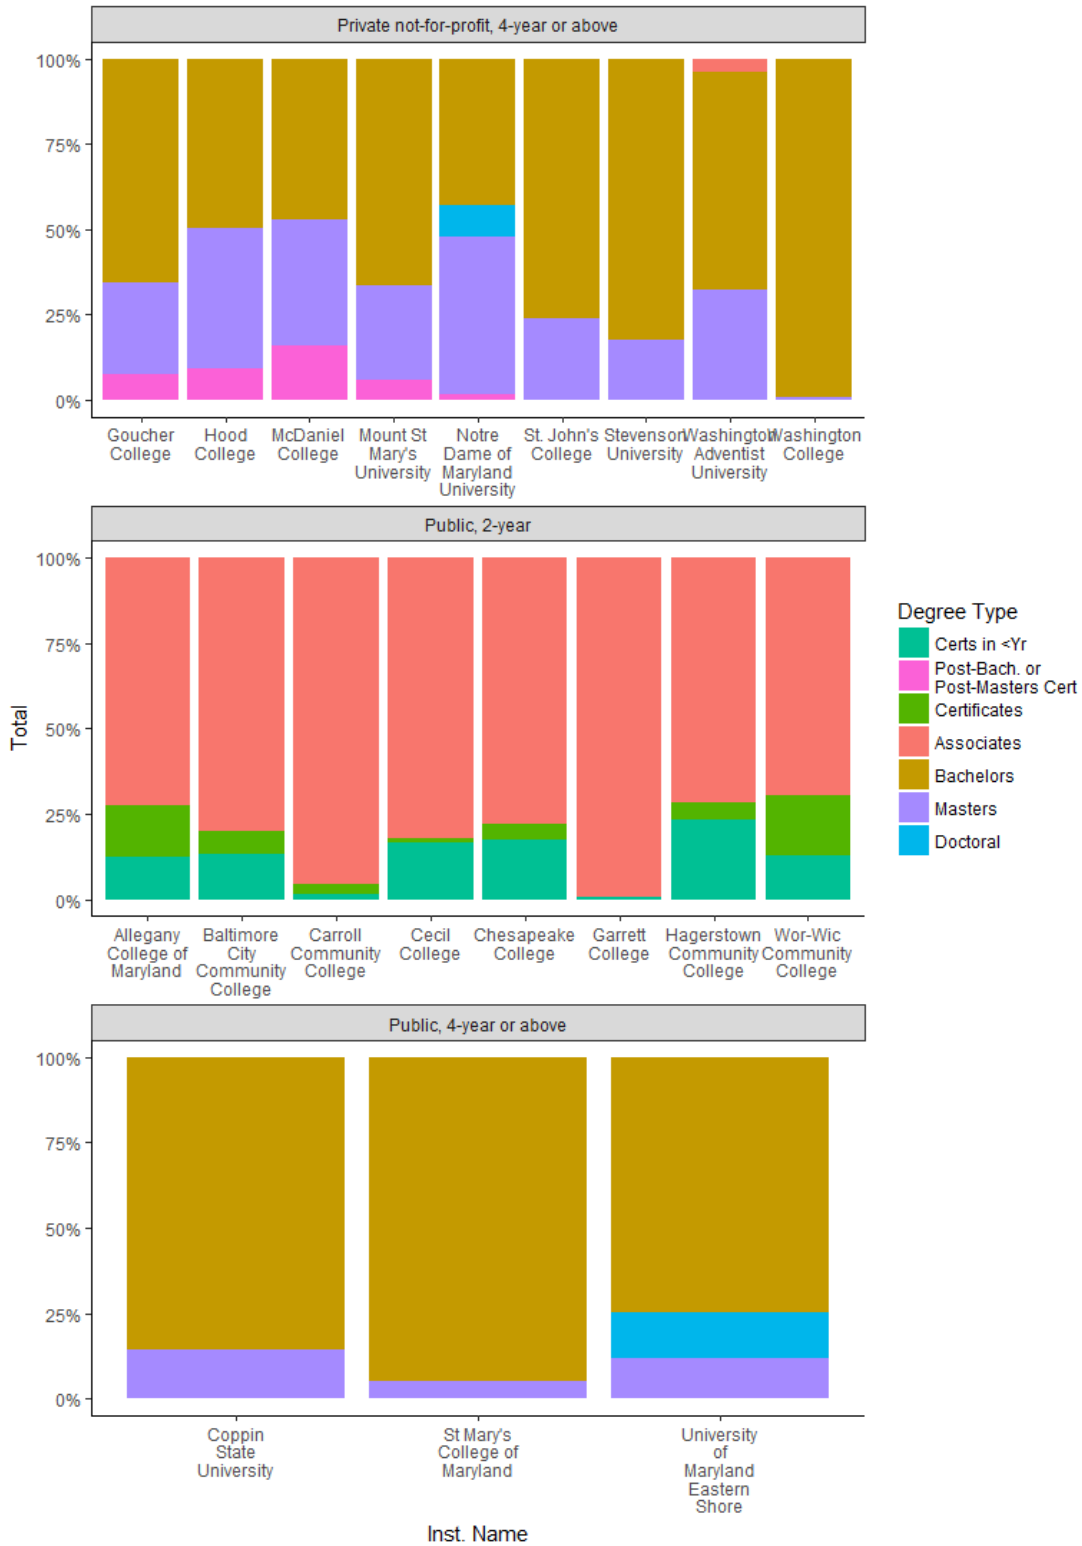 Private not-for-profit, 4-year or above
100%
75%
50%
25%
0%
Goucher College
Hood College
McDaniel College
Mount St Mary's University
Notre Dame of Maryland University
St. John's College
Stevenson University
Washington Adventist University
Washington College
Public, 2-year
100%
75%
50%
25%
0%
Allegany College of Maryland
Baltimore City Community College
Carroll Community College
Cecil College
Chesapeake College
Garrett College
Hagerstown Community College
Wor-Wic Community College
Public, 4-year or above
100%
75%
50%
25%
0%
Coppin State University
St Mary's College of Maryland
University of Maryland Eastern Shore
Inst. Name
Total
Degree Type
Certs in <Yr
Post-Bach. or
Post-Masters Cert
Certificates
Associates
Bachelors
Masters
Doctoral